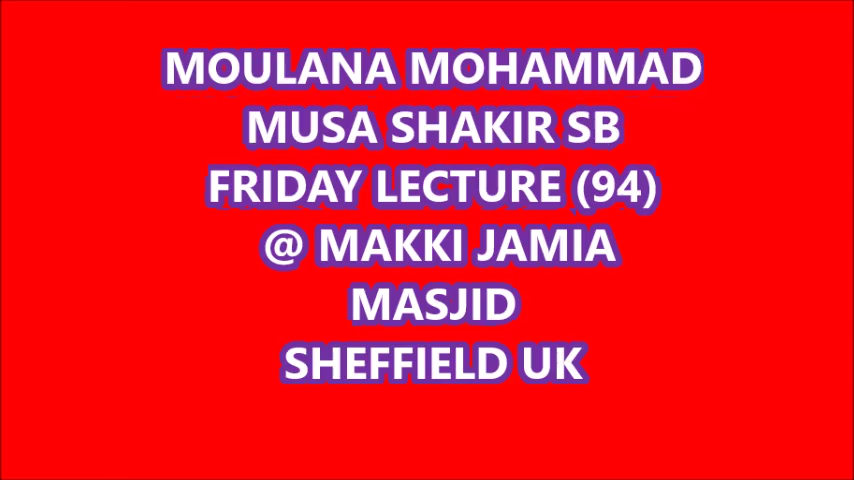 MOULANA MOHAMMAD
MUSA SHAKIR SB
FRIDAY LECTURE (94)
@ MAKKI JAMIA
MASJID
SHEFFIELD UK